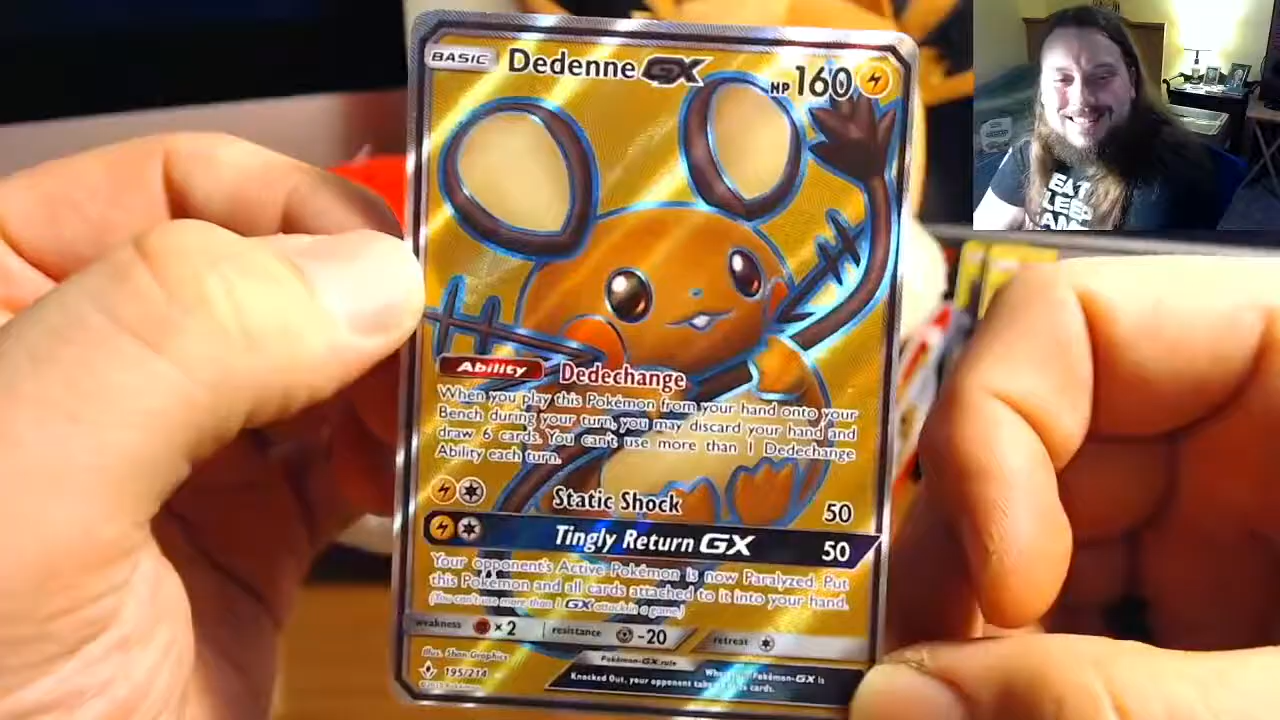 BASIC Dedenne GX HP 160
Ability Dedechange
When you play this Pokémon from your hand onto your
Bench during your turn, you may discard your hand and
draw 6 cards. You can't use more than 1 Dedechange
Ability each turn.
Static Shock 50
Tingly Return GX 50
Your opponent's Active Pokémon is now Paralyzed. Put
this Pokémon and all cards attached to it into your hand.
(You can't use more than 1 GX attack in a game.)
weakness ×2 resistance -20 retreat
Illus. Shan Graphics
195/214
Pokémon-GX rule
When your Pokémon-GX is
Knocked Out, your opponent takes cards.
EAT
SLEEP